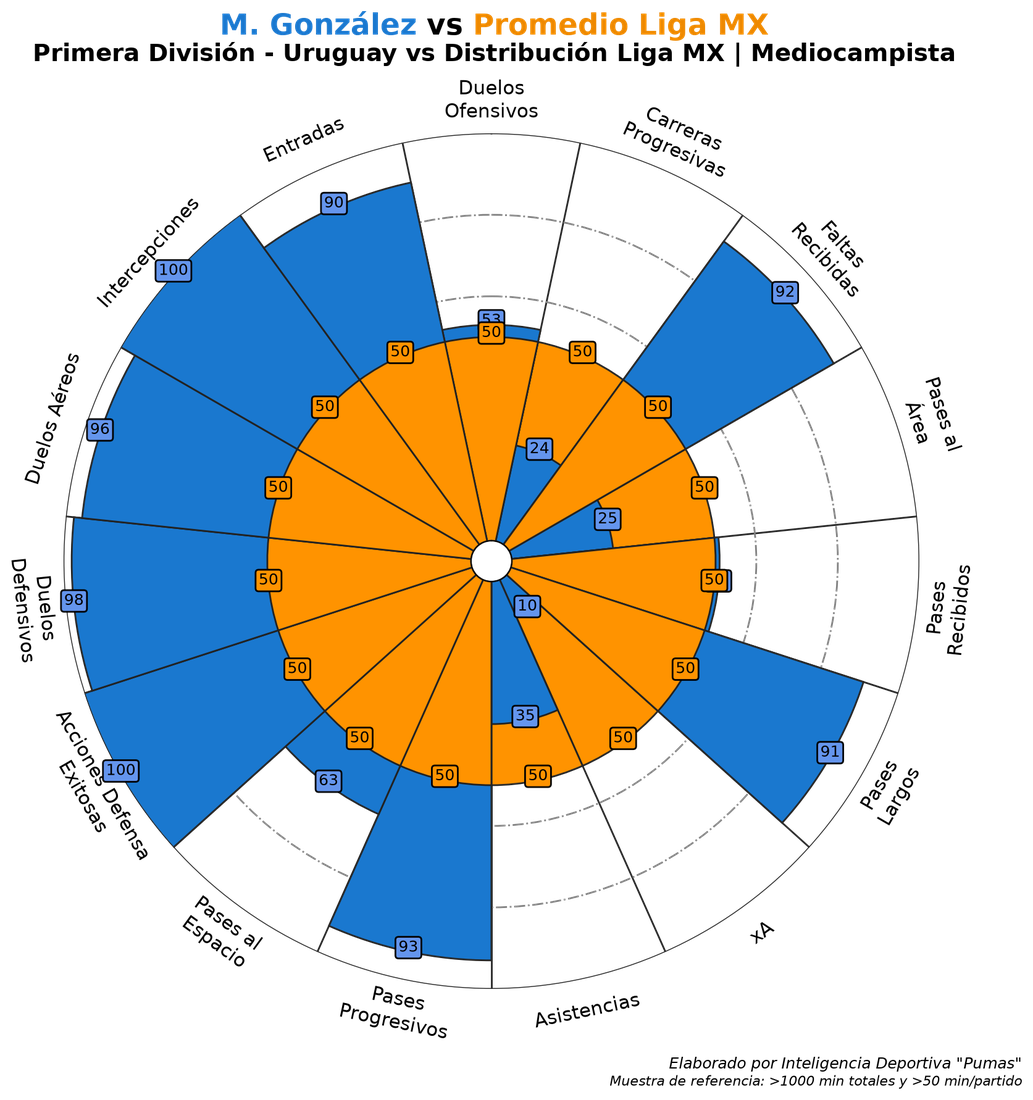 M. González vs Promedio Liga MX
Primera División - Uruguay vs Distribución Liga MX | Mediocampista
Duelos
Ofensivos
Carreras
Progresivas
Faltas
Recibidas
Pases al
Área
Pases
Recibidos
Pases
Largos
xA
Asistencias
Pases
Progresivos
Pases al
Espacio
Acciones Defensa
Exitosas
Duelos
Defensivos
Duelos Aéreos
Intercepciones
Entradas
53
50
24
50
92
50
25
50
50
91
50
10
50
35
50
93
50
63
50
100
50
98
50
96
50
100
50
90
50
Elaborado por Inteligencia Deportiva "Pumas"
Muestra de referencia: >1000 min totales y >50 min/partido